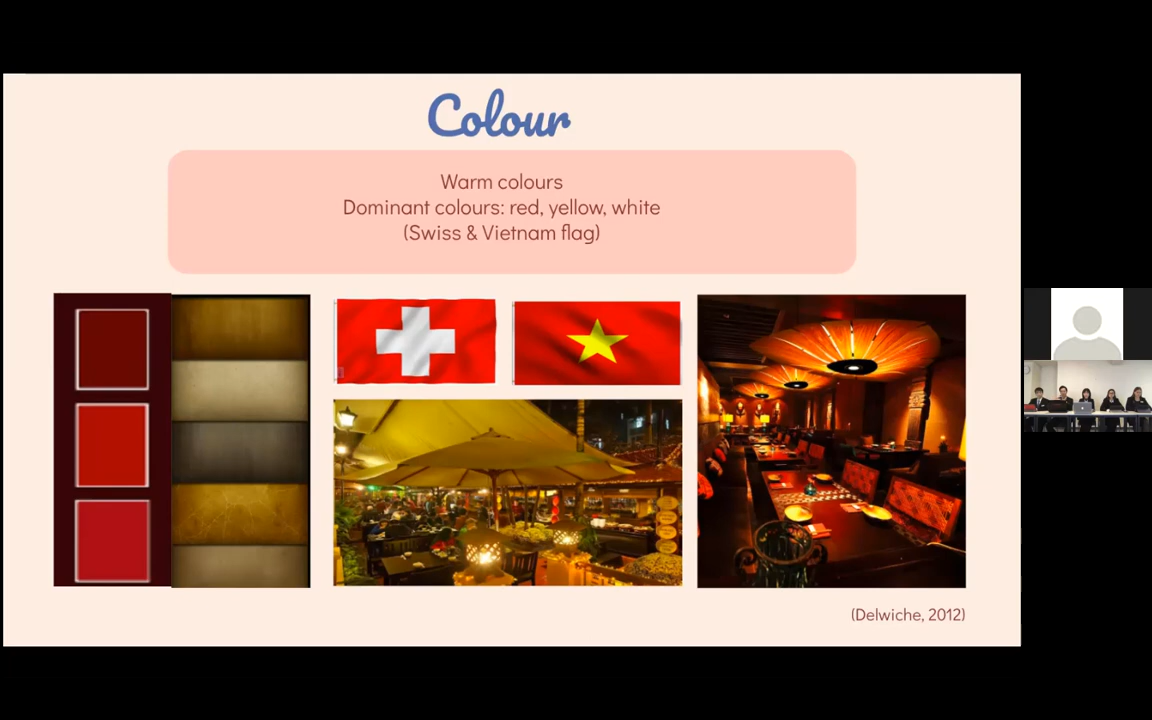 Colour
Warm colours
Dominant colours: red, yellow, white
(Swiss & Vietnam flag)
(Delwiche, 2012)